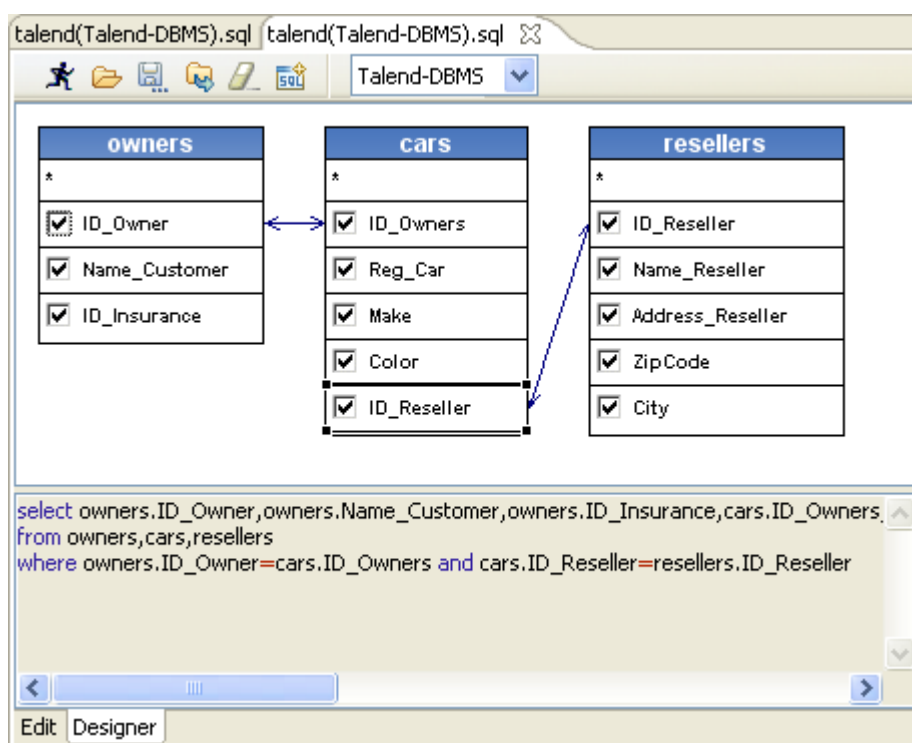 talend(Talend-DBMS).sql talend(Talend-DBMS).sql
SQL Talend-DBMS
owners cars resellers
* * *
ID_Owner ID_Owners ID_Reseller
Name_Customer Reg_Car Name_Reseller
ID_Insurance Make Address_Reseller
Color ZipCode
ID_Reseller City
select owners.ID_Owner,owners.Name_Customer,owners.ID_Insurance,cars.ID_Owners,
from owners,cars,resellers
where owners.ID_Owner=cars.ID_Owners and cars.ID_Reseller=resellers.ID_Reseller
Edit Designer